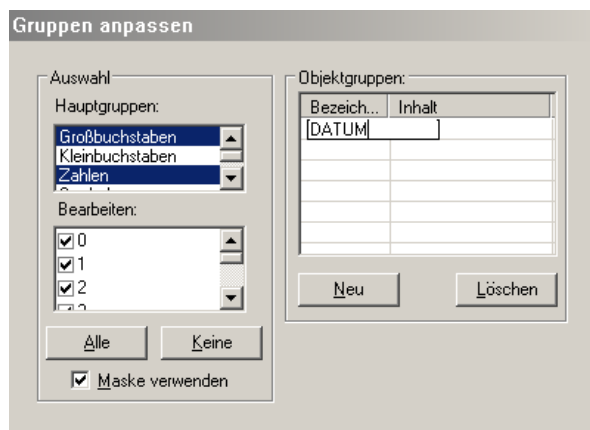 Gruppen anpassen
Auswahl
Hauptgruppen:
Großbuchstaben
Kleinbuchstaben
Zahlen
Bearbeiten:
0
1
2
Alle Keine
Maske verwenden
Objektgruppen:
Bezeich... Inhalt
[DATUM ]
Neu Löschen